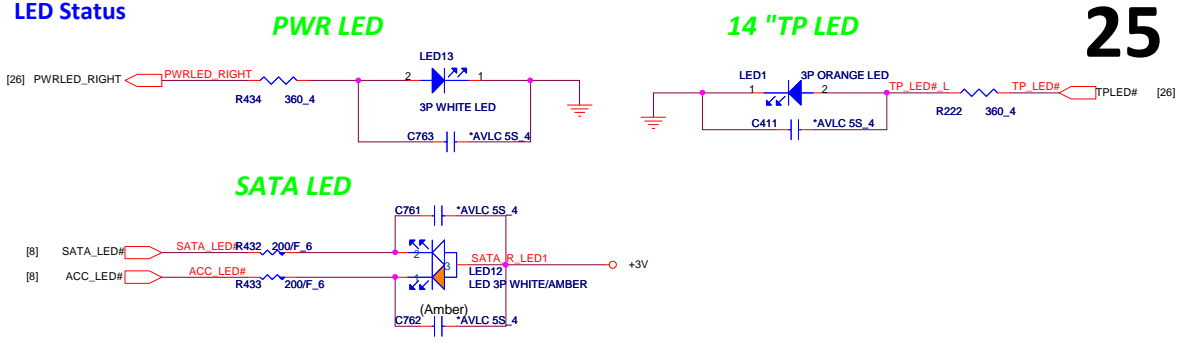 LED Status
PWR LED
14 "TP LED
25
LED13
[26] PWRLED_RIGHT PWRLED_RIGHT 2 1
R434 360_4
3P WHITE LED
C763 *AVLC 5S_4
LED1 3P ORANGE LED
1 2 TP_LED#_L TP_LED# TPLED# [26]
R222 360_4
C411 *AVLC 5S_4
SATA LED
C761 *AVLC 5S_4
[8] SATA_LED# SATA_LED# R432 200/F_6 2
3 SATA_R_LED1 +3V
[8] ACC_LED# ACC_LED# 1 LED12
R433 200/F_6 LED 3P WHITE/AMBER
(Amber)
C762 *AVLC 5S_4